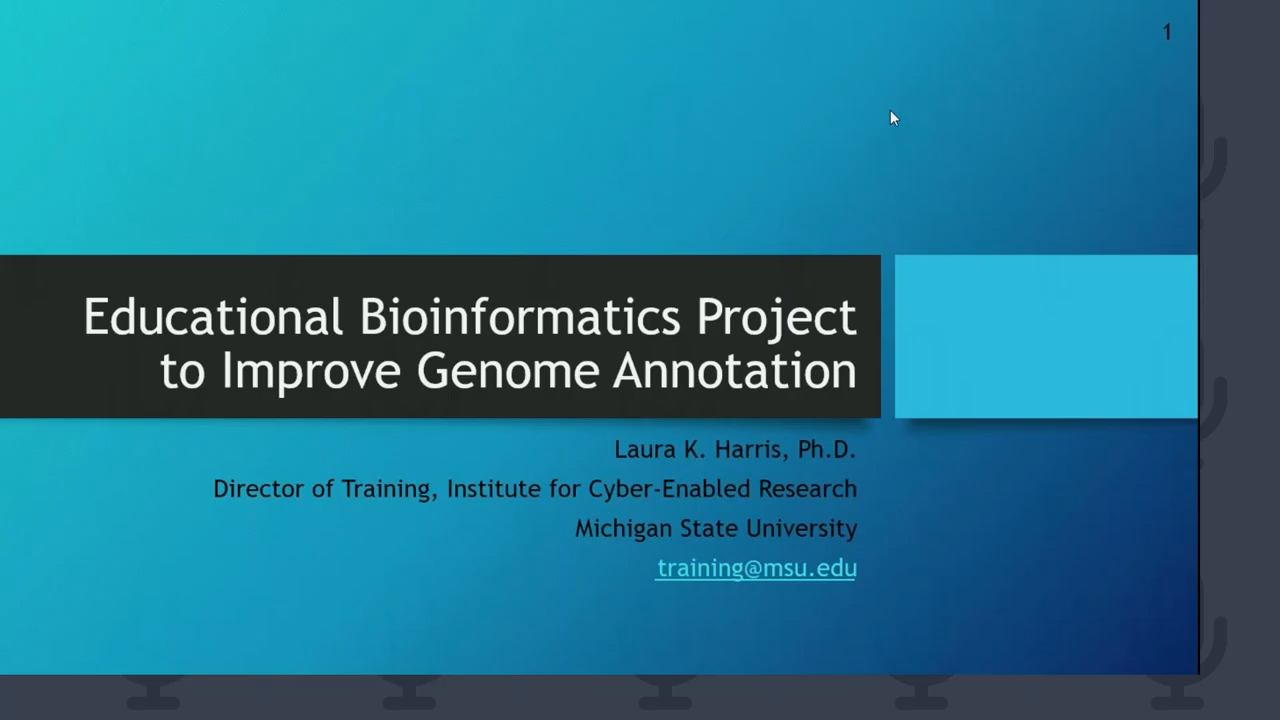 1
Educational Bioinformatics Project
to Improve Genome Annotation
Laura K. Harris, Ph.D.
Director of Training, Institute for Cyber-Enabled Research
Michigan State University
training@msu.edu